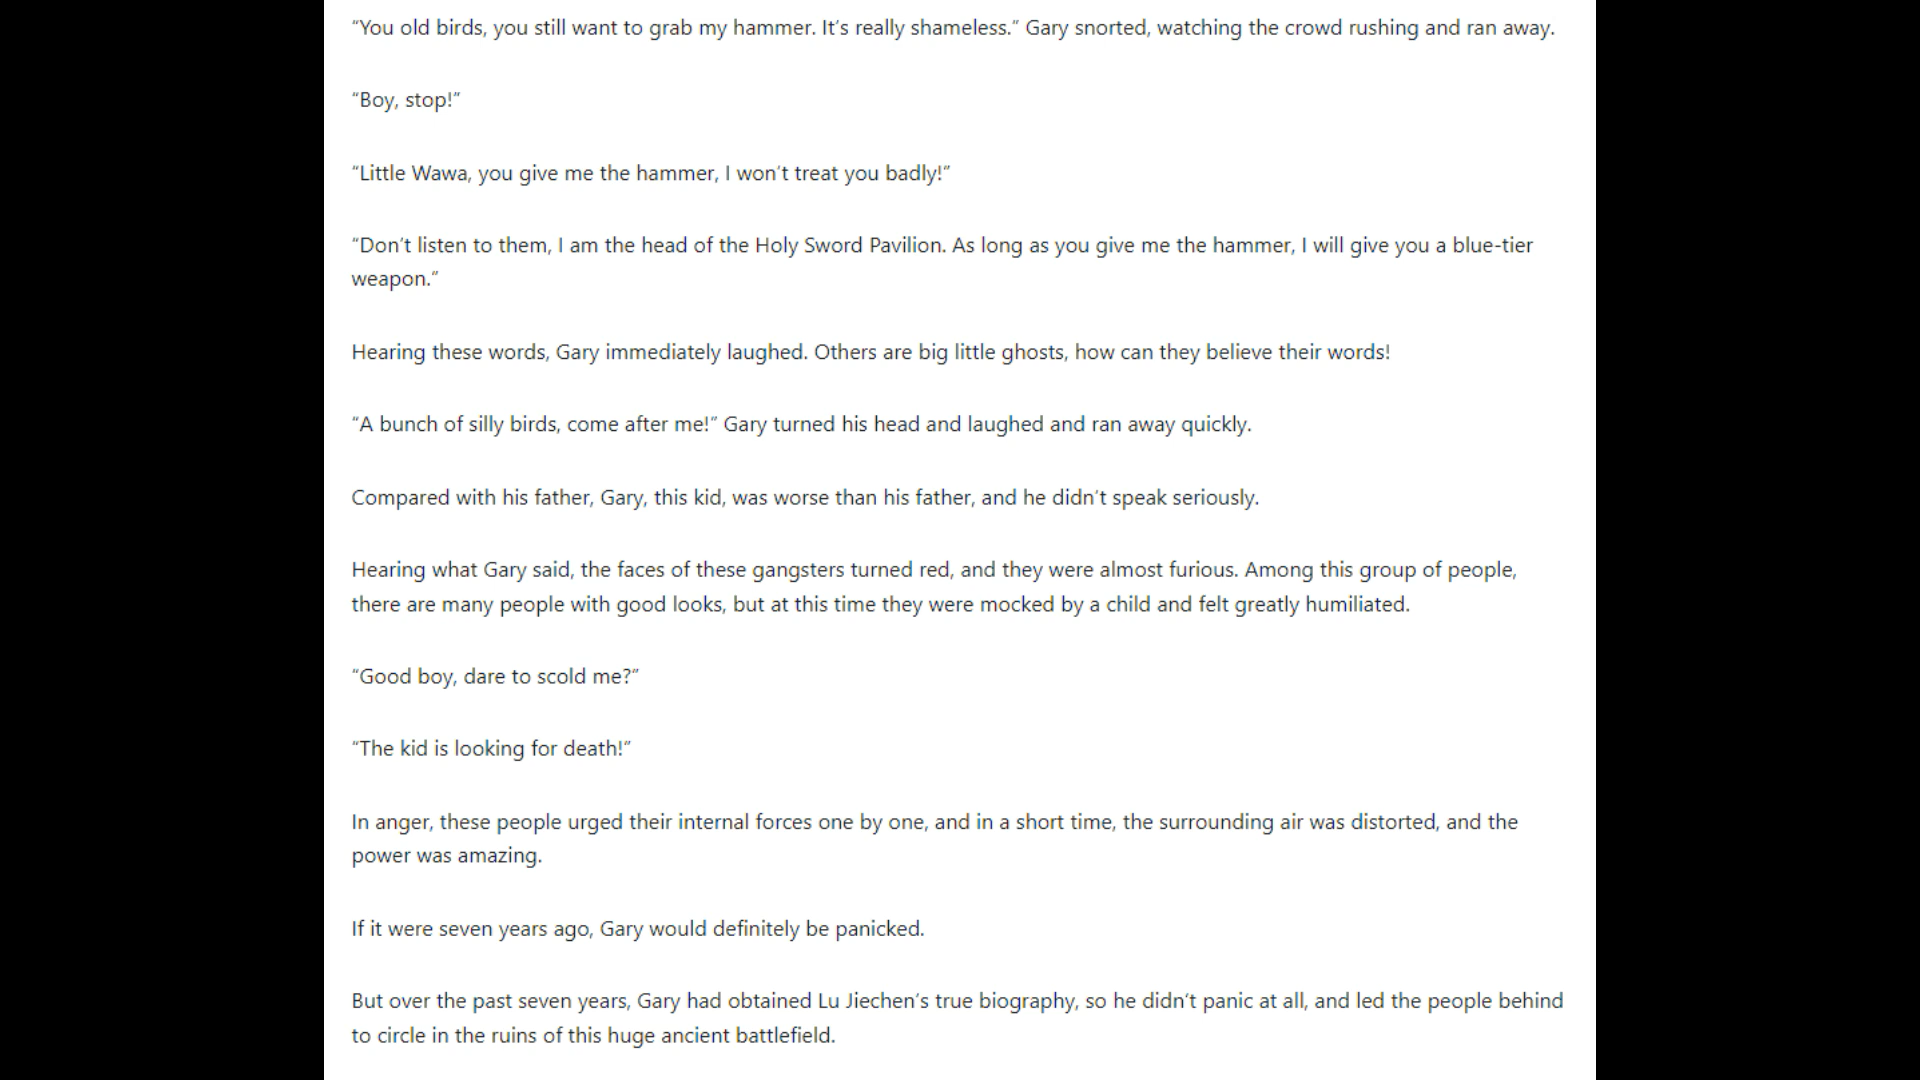 “You old birds, you still want to grab my hammer. It’s really shameless.” Gary snorted, watching the crowd rushing and ran away.
“Boy, stop!”
“Little Wawa, you give me the hammer, I won’t treat you badly!”
“Don’t listen to them, I am the head of the Holy Sword Pavilion. As long as you give me the hammer, I will give you a blue-tier
weapon.”
Hearing these words, Gary immediately laughed. Others are big little ghosts, how can they believe their words!
“A bunch of silly birds, come after me!” Gary turned his head and laughed and ran away quickly.
Compared with his father, Gary, this kid, was worse than his father, and he didn’t speak seriously.
Hearing what Gary said, the faces of these gangsters turned red, and they were almost furious. Among this group of people,
there are many people with good looks, but at this time they were mocked by a child and felt greatly humiliated.
“Good boy, dare to scold me?”
“The kid is looking for death!”
In anger, these people urged their internal forces one by one, and in a short time, the surrounding air was distorted, and the
power was amazing.
If it were seven years ago, Gary would definitely be panicked.
But over the past seven years, Gary had obtained Lu Jiechen’s true biography, so he didn’t panic at all, and led the people behind
to circle in the ruins of this huge ancient battlefield.